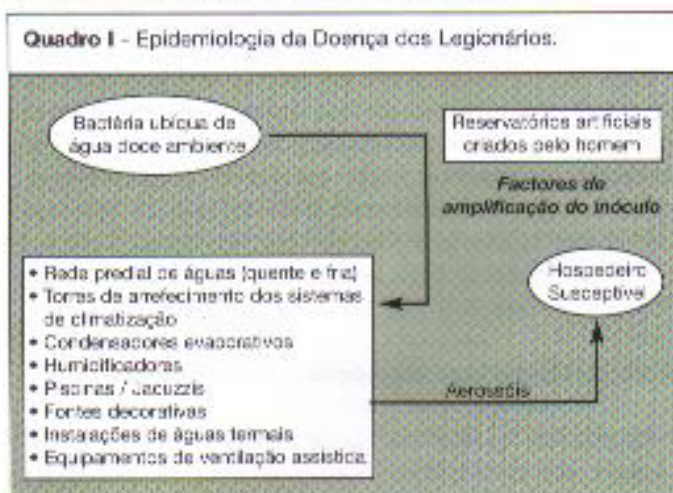 Quadro I - Epidemiologia da Doença dos Legionários.
Bactéria ubíqua da
água doce ambiente
Reservatórios artificiais
criados pelo homem
Factores de
amplificação do inóculo
• Rede predial de águas (quente e fria)
• Torres de arrefecimento dos sistemas
de climatização
• Condensadores evaporativos
• Humidificadores
• Piscinas / Jacuzzis
• Fontes decorativas
• Instalações de águas termais
• Equipamentos de ventilação assistida
Hospedeiro
Susceptível
Aerossóis